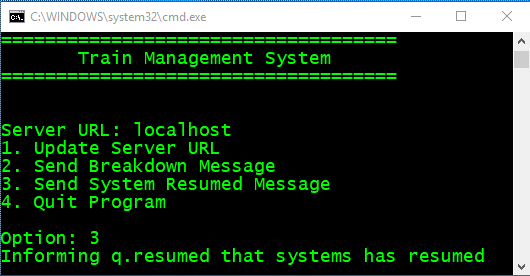 C:\WINDOWS\system32\cmd.exe
====================================
Train Management System
====================================
Server URL: localhost
1. Update Server URL
2. Send Breakdown Message
3. Send System Resumed Message
4. Quit Program
Option: 3
Informing q.resumed that systems has resumed